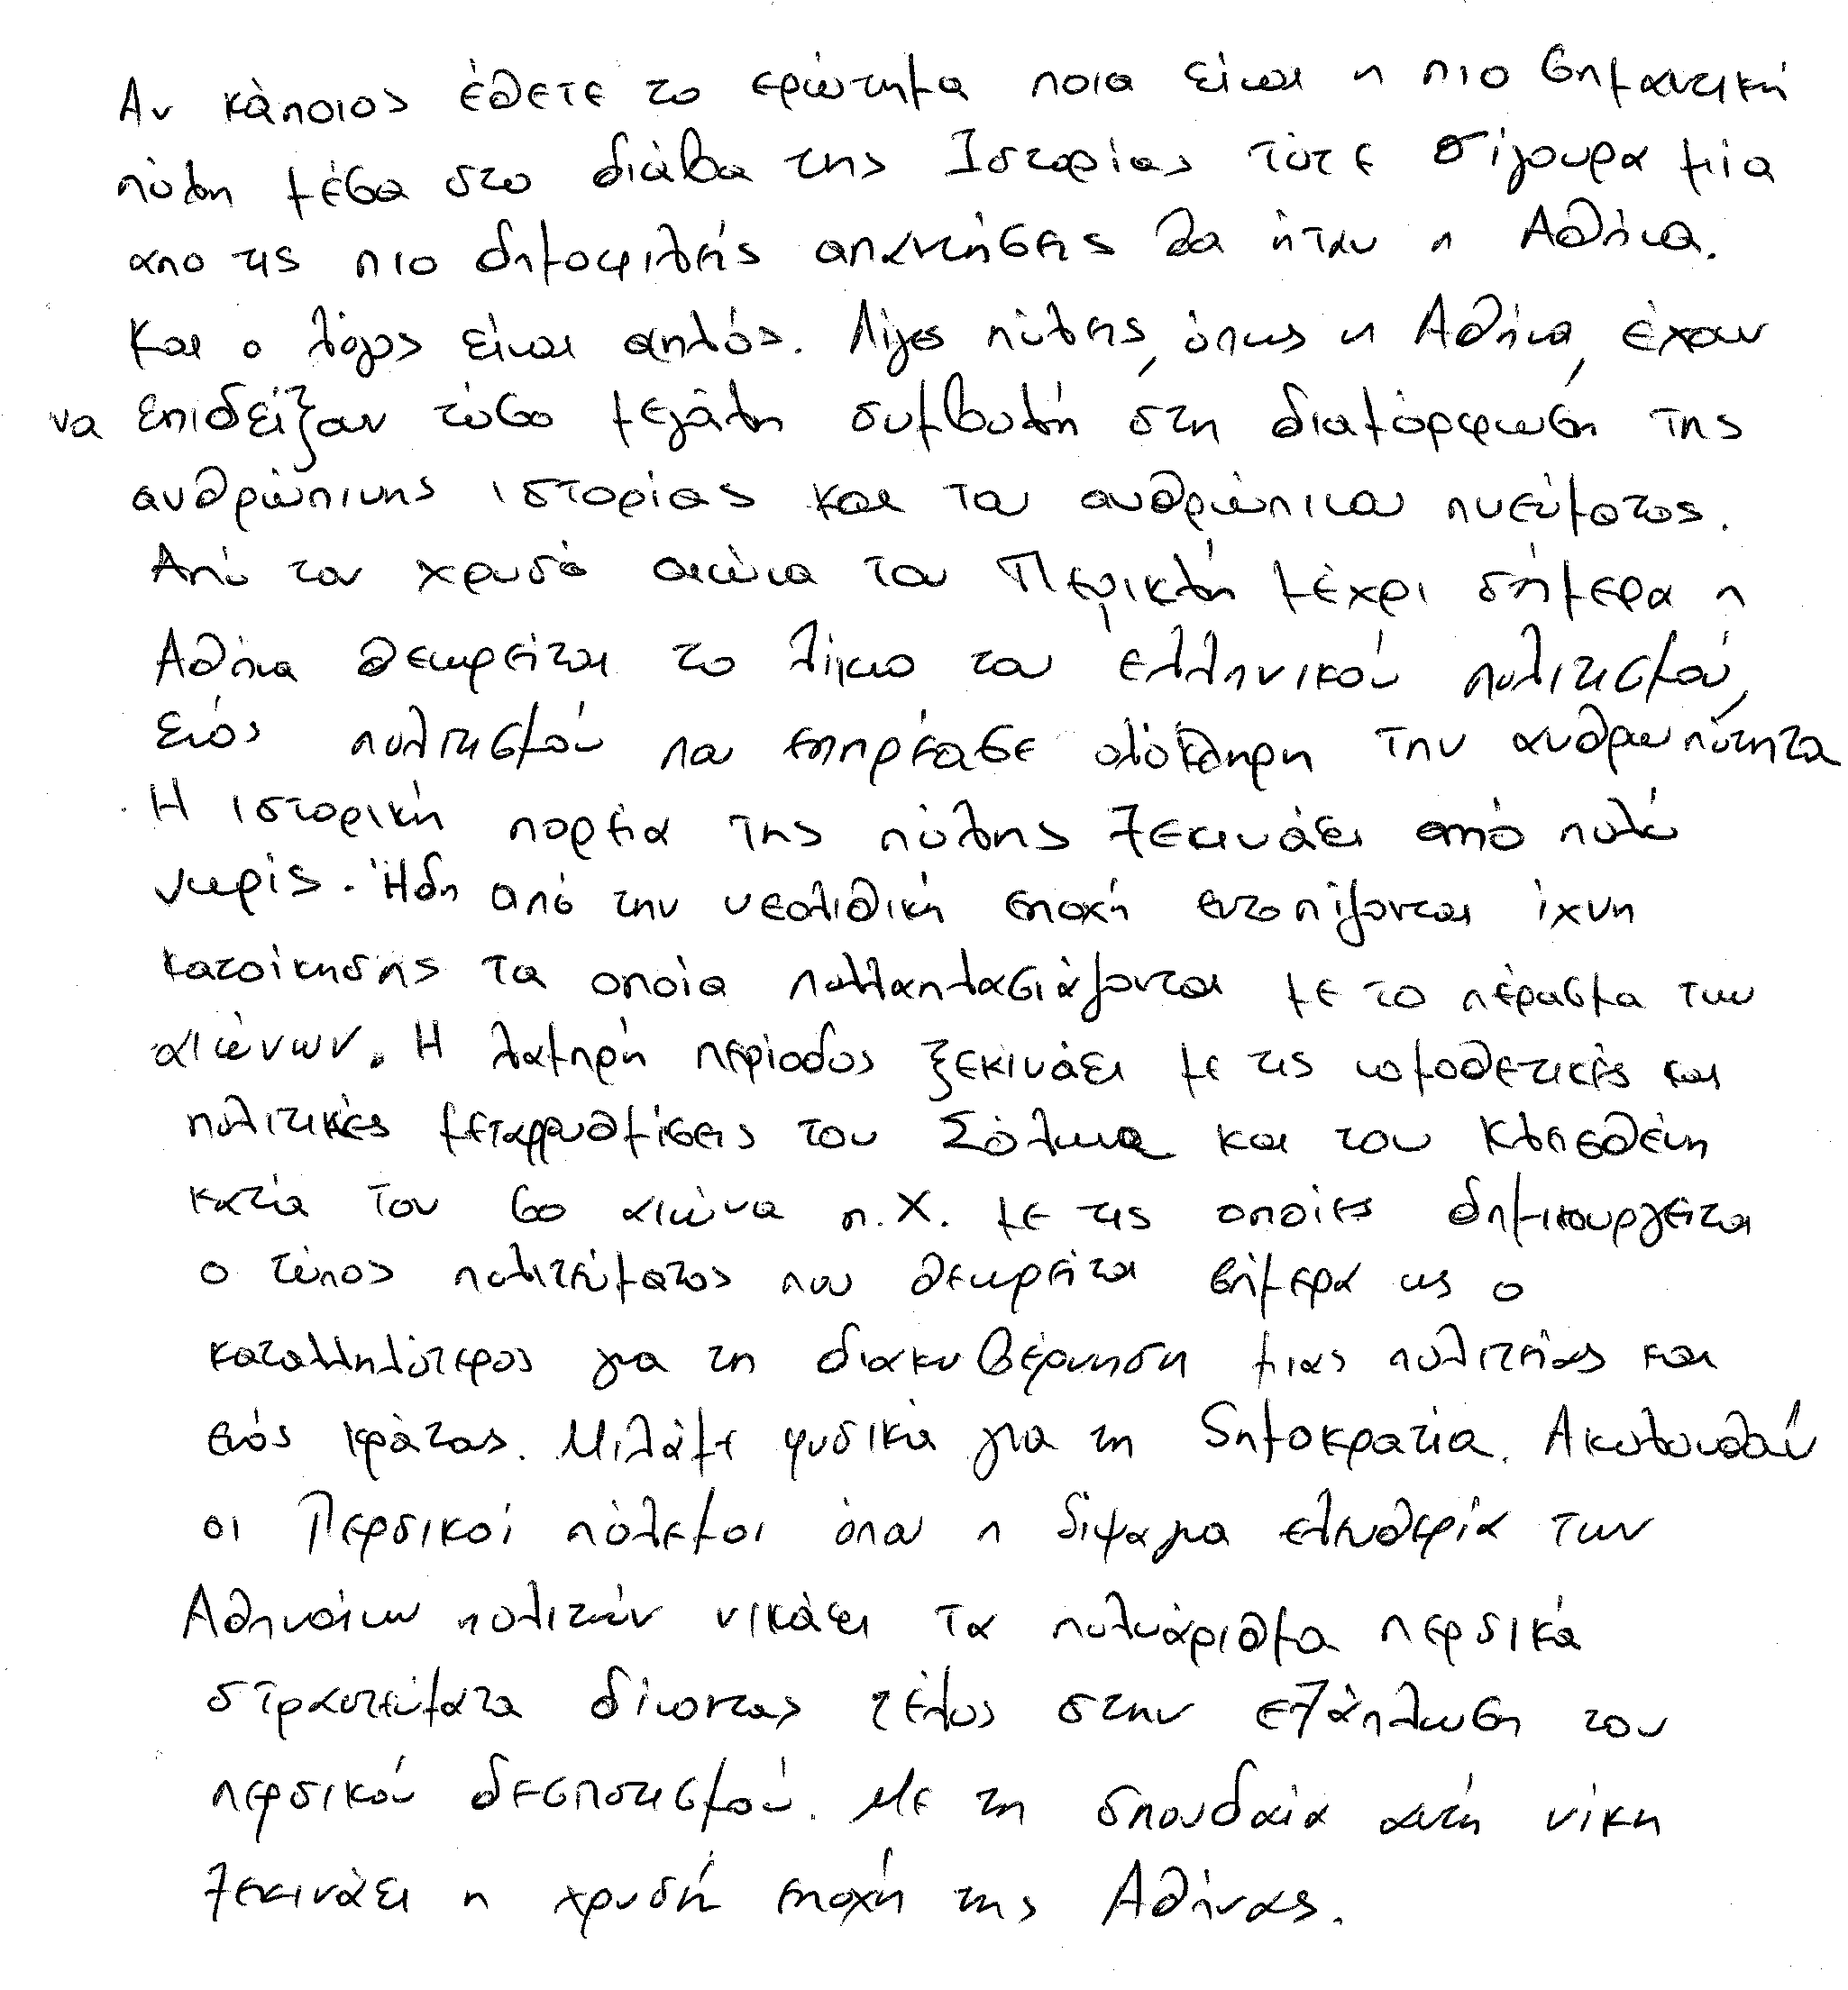 Αν κάποιος έθετε το ερώτημα ποια είναι η πιο σημαντική
πόλη μέσα στο διάβα της Ιστορίας τότε σίγουρα μία
απο τις πιο δημοφιλείς απαντήσεις θα ήταν η Αθήνα.
Και ο λόγος είναι απλός. Λίγες πόλεις, όπως η Αθήνα, έχουν
να επιδείξουν τόσο μεγάλη συμβολή στη διαμόρφωση της
ανθρώπινης ιστορίας και του ανθρώπινου πνεύματος.
Από τον χρυσό αιώνα του Περικλή μέχρι σήμερα η
Αθήνα θεωρείται το λίκνο του ελληνικού πολιτισμού,
ενός πολιτισμού που επηρέασε ολόκληρη την ανθρωπότητα
. Η ιστορική πορεία της πόλης ξεκινάει από πολύ
νωρίς. Ήδη από την νεολιθική εποχή εντοπίζονται ίχνη
κατοίκησης τα οποία πολλαπλασιάζονται με το πέρασμα των
αιώνων. Η λαμπρή περίοδος ξεκινάει με τις νομοθετικές και
πολιτικές μεταρρυθμίσεις του Σόλωνα και του Κλεισθένη
κατά τον 6ο αιώνα π.Χ. με τις οποίες δημιουργείται
ο τύπος πολιτεύματος που θεωρείται σήμερα ως ο
καταλληλότερος για τη διακυβέρνηση μιας πολιτείας και
ενός κράτους. Μιλάμε φυσικά για τη δημοκρατία. Ακολουθούν
οι Περσικοί πόλεμοι όπου η δίψα για ελευθερία των
Αθηναίων πολιτών νικάει τα πολυάριθμα περσικά
στρατεύματα δίνοντας τέλος στην εξάπλωση του
περσικού δεσποτισμού. Με τη σπουδαία αυτή νίκη
ξεκινάει η χρυσή εποχή της Αθήνας.